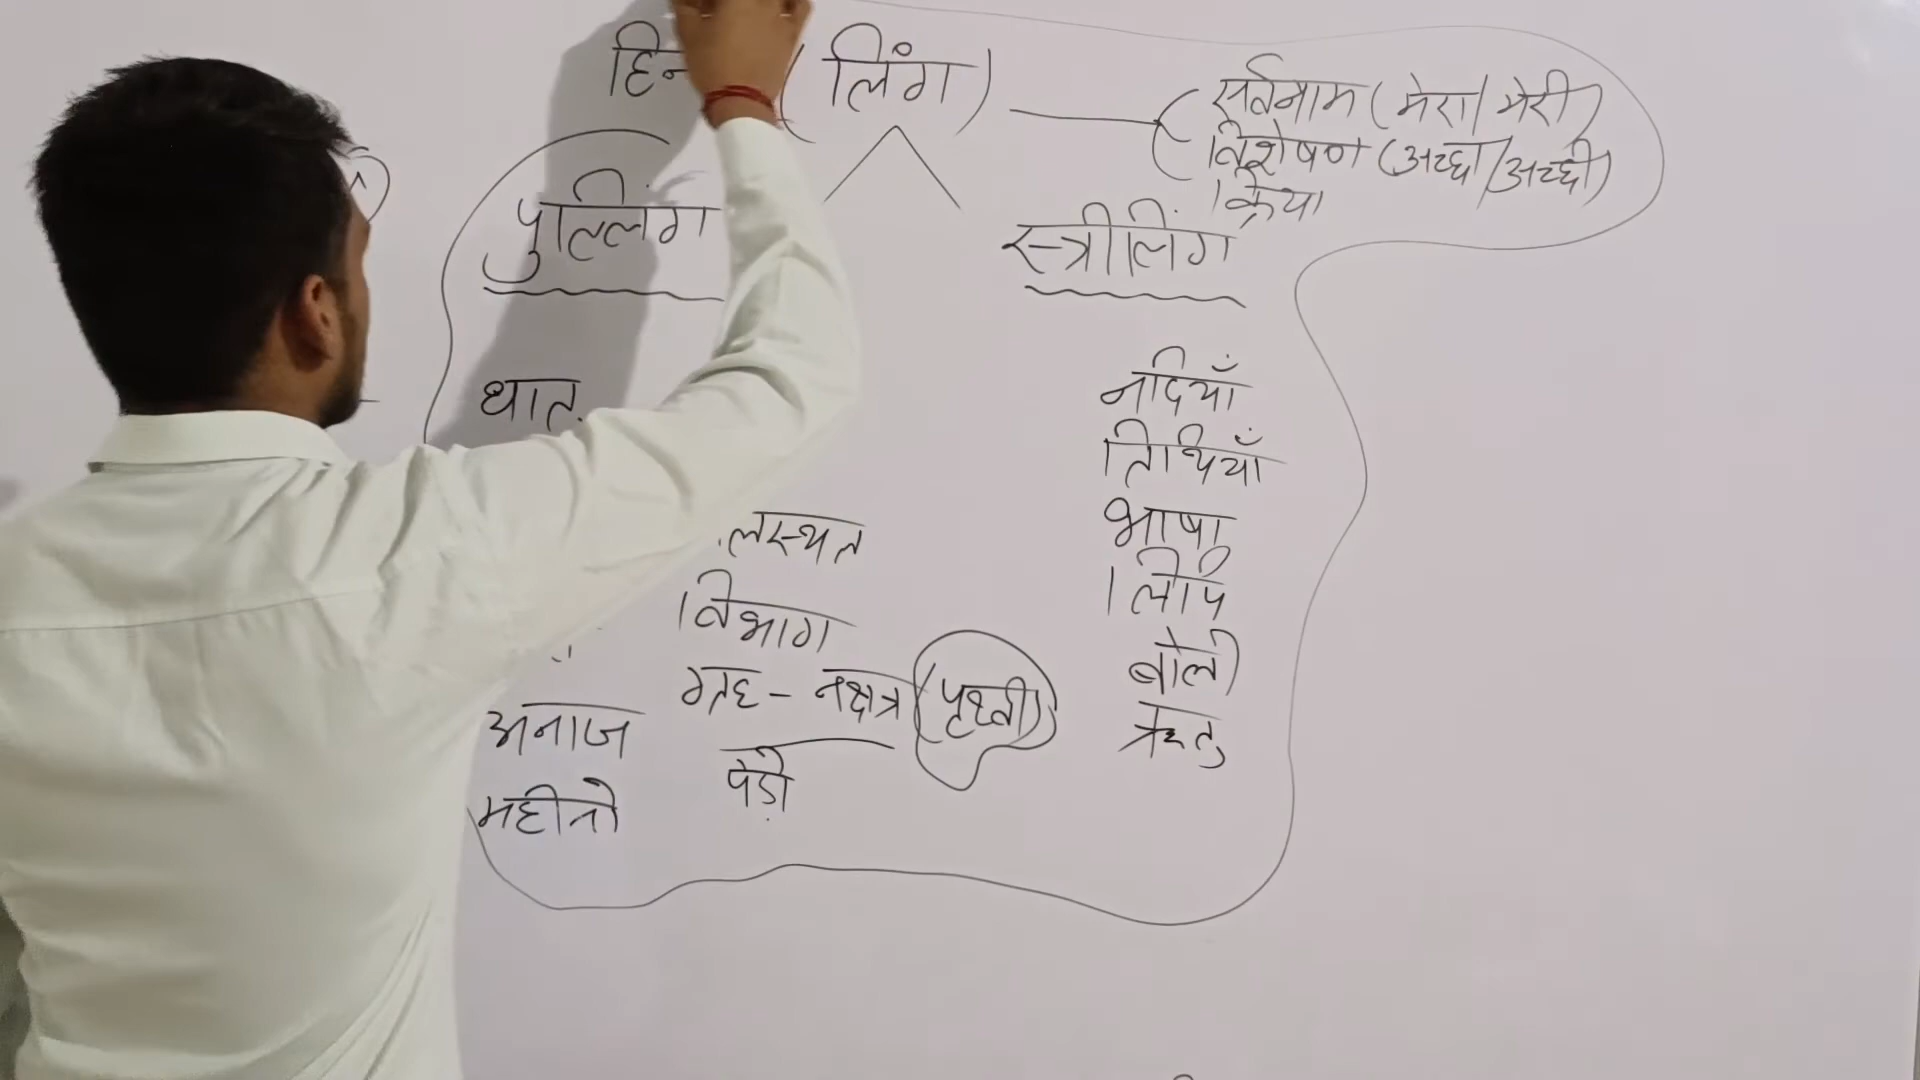 (लिंग)
सर्वनाम (मेरा/मेरी)
विशेषण (अच्छा/अच्छी)
क्रिया
पुल्लिंग
स्त्रीलिंग
विभाग
ग्रह - नक्षत्र (पृथ्वी)
पेड़ो
अनाज
महीनो
नदियाँ
तिथियाँ
भाषा
लिपि
बोली
ऋतु